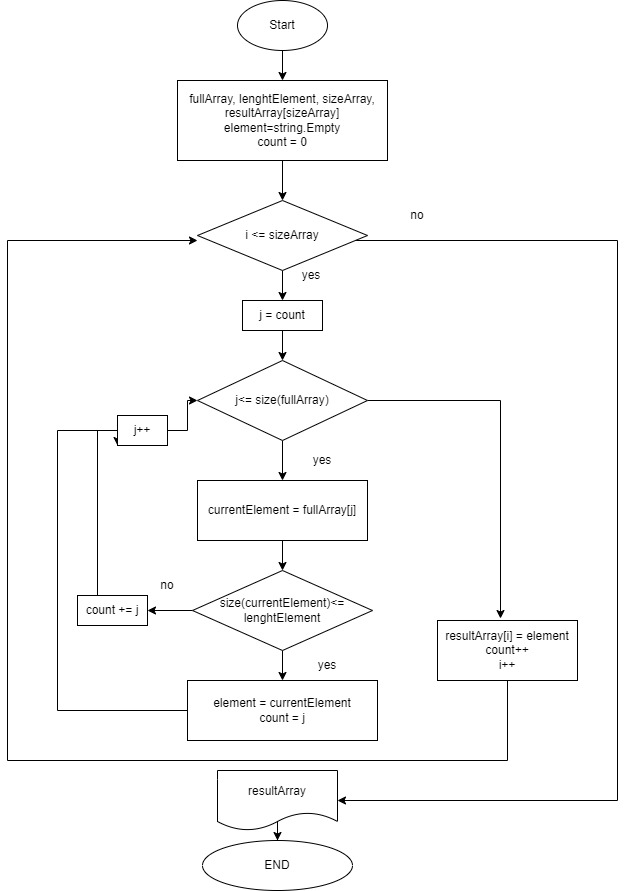 Start
fullArray, lenghtElement, sizeArray,
resultArray[sizeArray]
element=string.Empty
count = 0
no
i <= sizeArray
yes
j = count
j<= size(fullArray)
j++
yes
currentElement = fullArray[j]
no
size(currentElement)<=
lenghtElement
count += j
resultArray[i] = element
count++
i++
yes
element = currentElement
count = j
resultArray
END